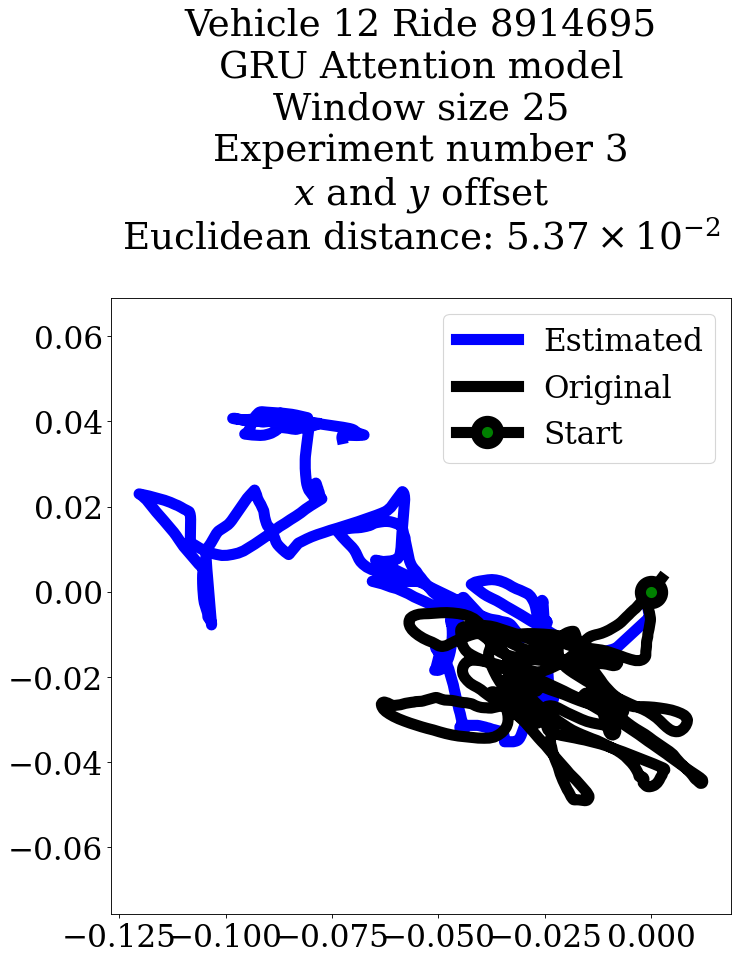 Vehicle 12 Ride 8914695
GRU Attention model
Window size 25
Experiment number 3
x and y offset
Euclidean distance: 5.37 × 10⁻²
Estimated
Original
Start
0.06
0.04
0.02
0.00
−0.02
−0.04
−0.06
−0.125 −0.100 −0.075 −0.050 −0.025 0.000